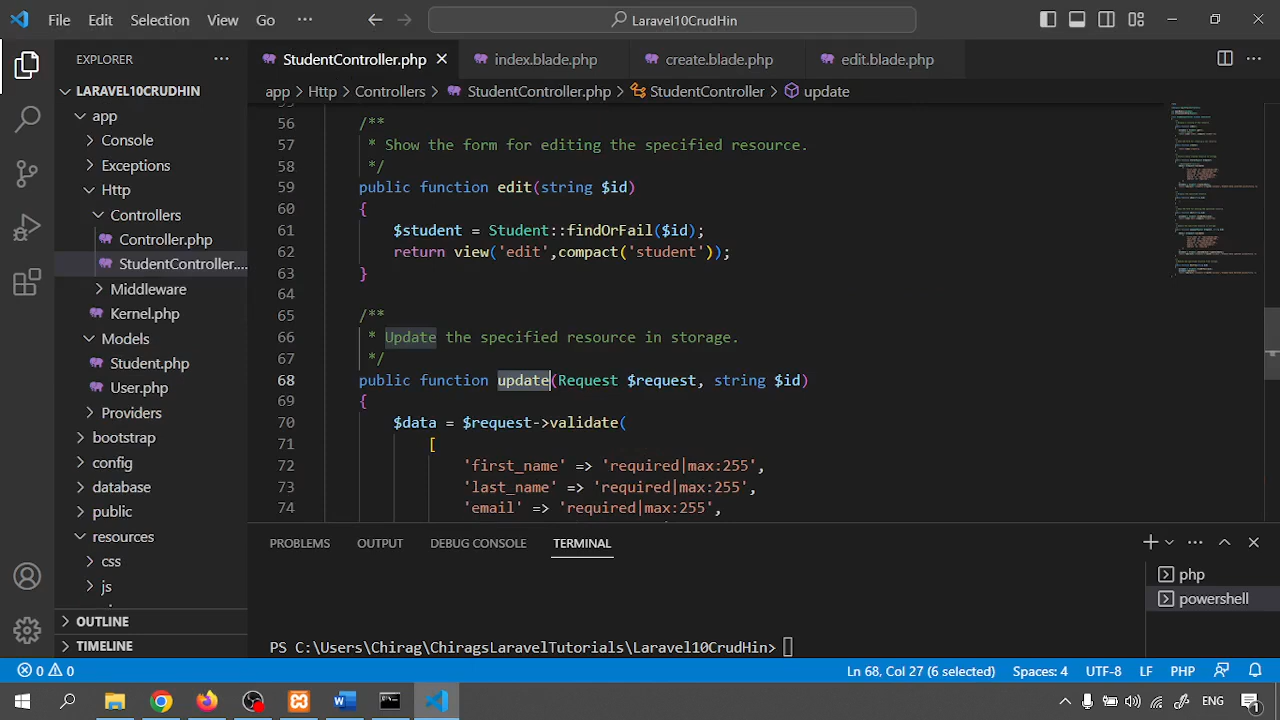 File Edit Selection View Go ··· Laravel10CrudHin
EXPLORER ···
StudentController.php index.blade.php create.blade.php edit.blade.php ···
LARAVEL10CRUDHIN
app > Http > Controllers > StudentController.php > StudentController > update
app
Console
Exceptions
Http
Controllers
Controller.php
StudentController....
Middleware
Kernel.php
Models
Student.php
User.php
Providers
bootstrap
config
database
public
resources
css
js
OUTLINE
TIMELINE
56 /**
57 * Show the form for editing the specified resource.
58 */
59 public function edit(string $id)
60 {
61 $student = Student::findOrFail($id);
62 return view('edit',compact('student'));
63 }
64
65 /**
66 * Update the specified resource in storage.
67 */
68 public function update(Request $request, string $id)
69 {
70 $data = $request->validate(
71 [
72 'first_name' => 'required|max:255',
73 'last_name' => 'required|max:255',
74 'email' => 'required|max:255',
PROBLEMS OUTPUT DEBUG CONSOLE TERMINAL ···
php
powershell
PS C:\Users\Chirag\ChiragsLaravelTutorials\Laravel10CrudHin>
0 0 Ln 68, Col 27 (6 selected) Spaces: 4 UTF-8 LF PHP
ENG 1